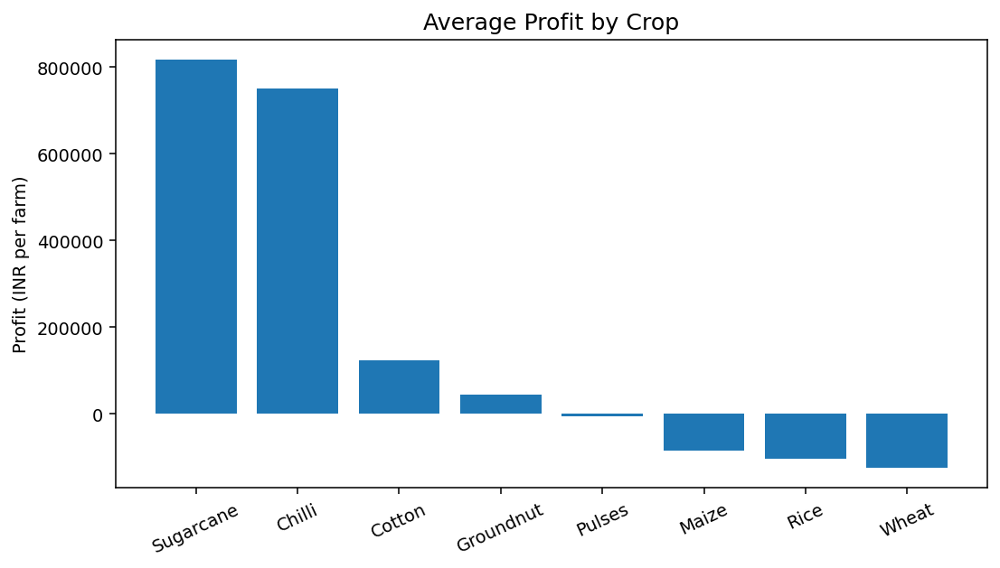 Average Profit by Crop
Profit (INR per farm)
800000
600000
400000
200000
0
Sugarcane
Chilli
Cotton
Groundnut
Pulses
Maize
Rice
Wheat